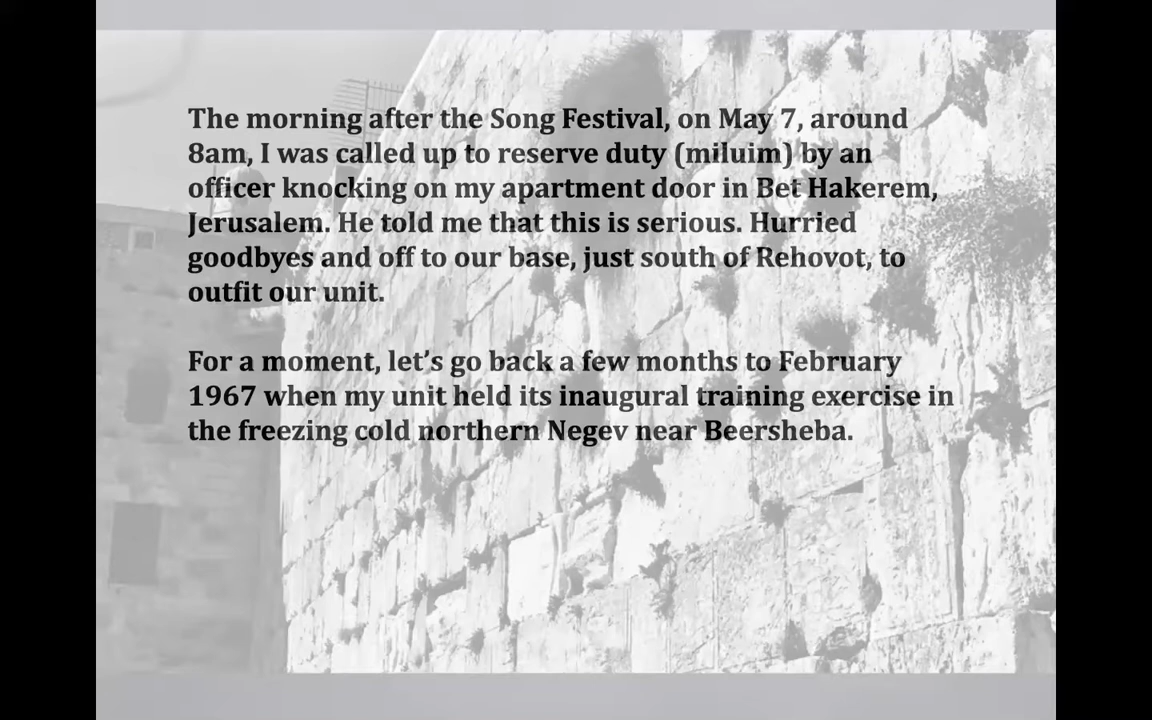 The morning after the Song Festival, on May 7, around
8am, I was called up to reserve duty (miluim) by an
officer knocking on my apartment door in Bet Hakerem,
Jerusalem. He told me that this is serious. Hurried
goodbyes and off to our base, just south of Rehovot, to
outfit our unit.
For a moment, let’s go back a few months to February
1967 when my unit held its inaugural training exercise in
the freezing cold northern Negev near Beersheba.